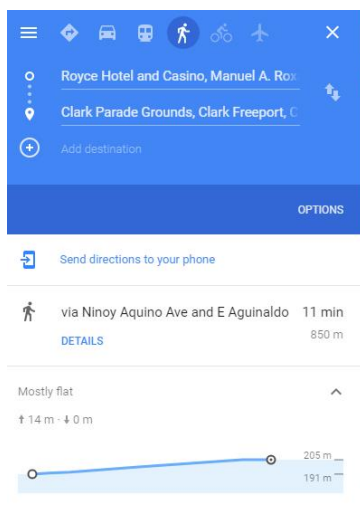 Royce Hotel and Casino, Manuel A. Rox
Clark Parade Grounds, Clark Freeport,
Add destination
OPTIONS
Send directions to your phone
via Ninoy Aquino Ave and E Aguinaldo 11 min
DETAILS 850 m
Mostly flat
↑ 14 m · ↓ 0 m
205 m
191 m